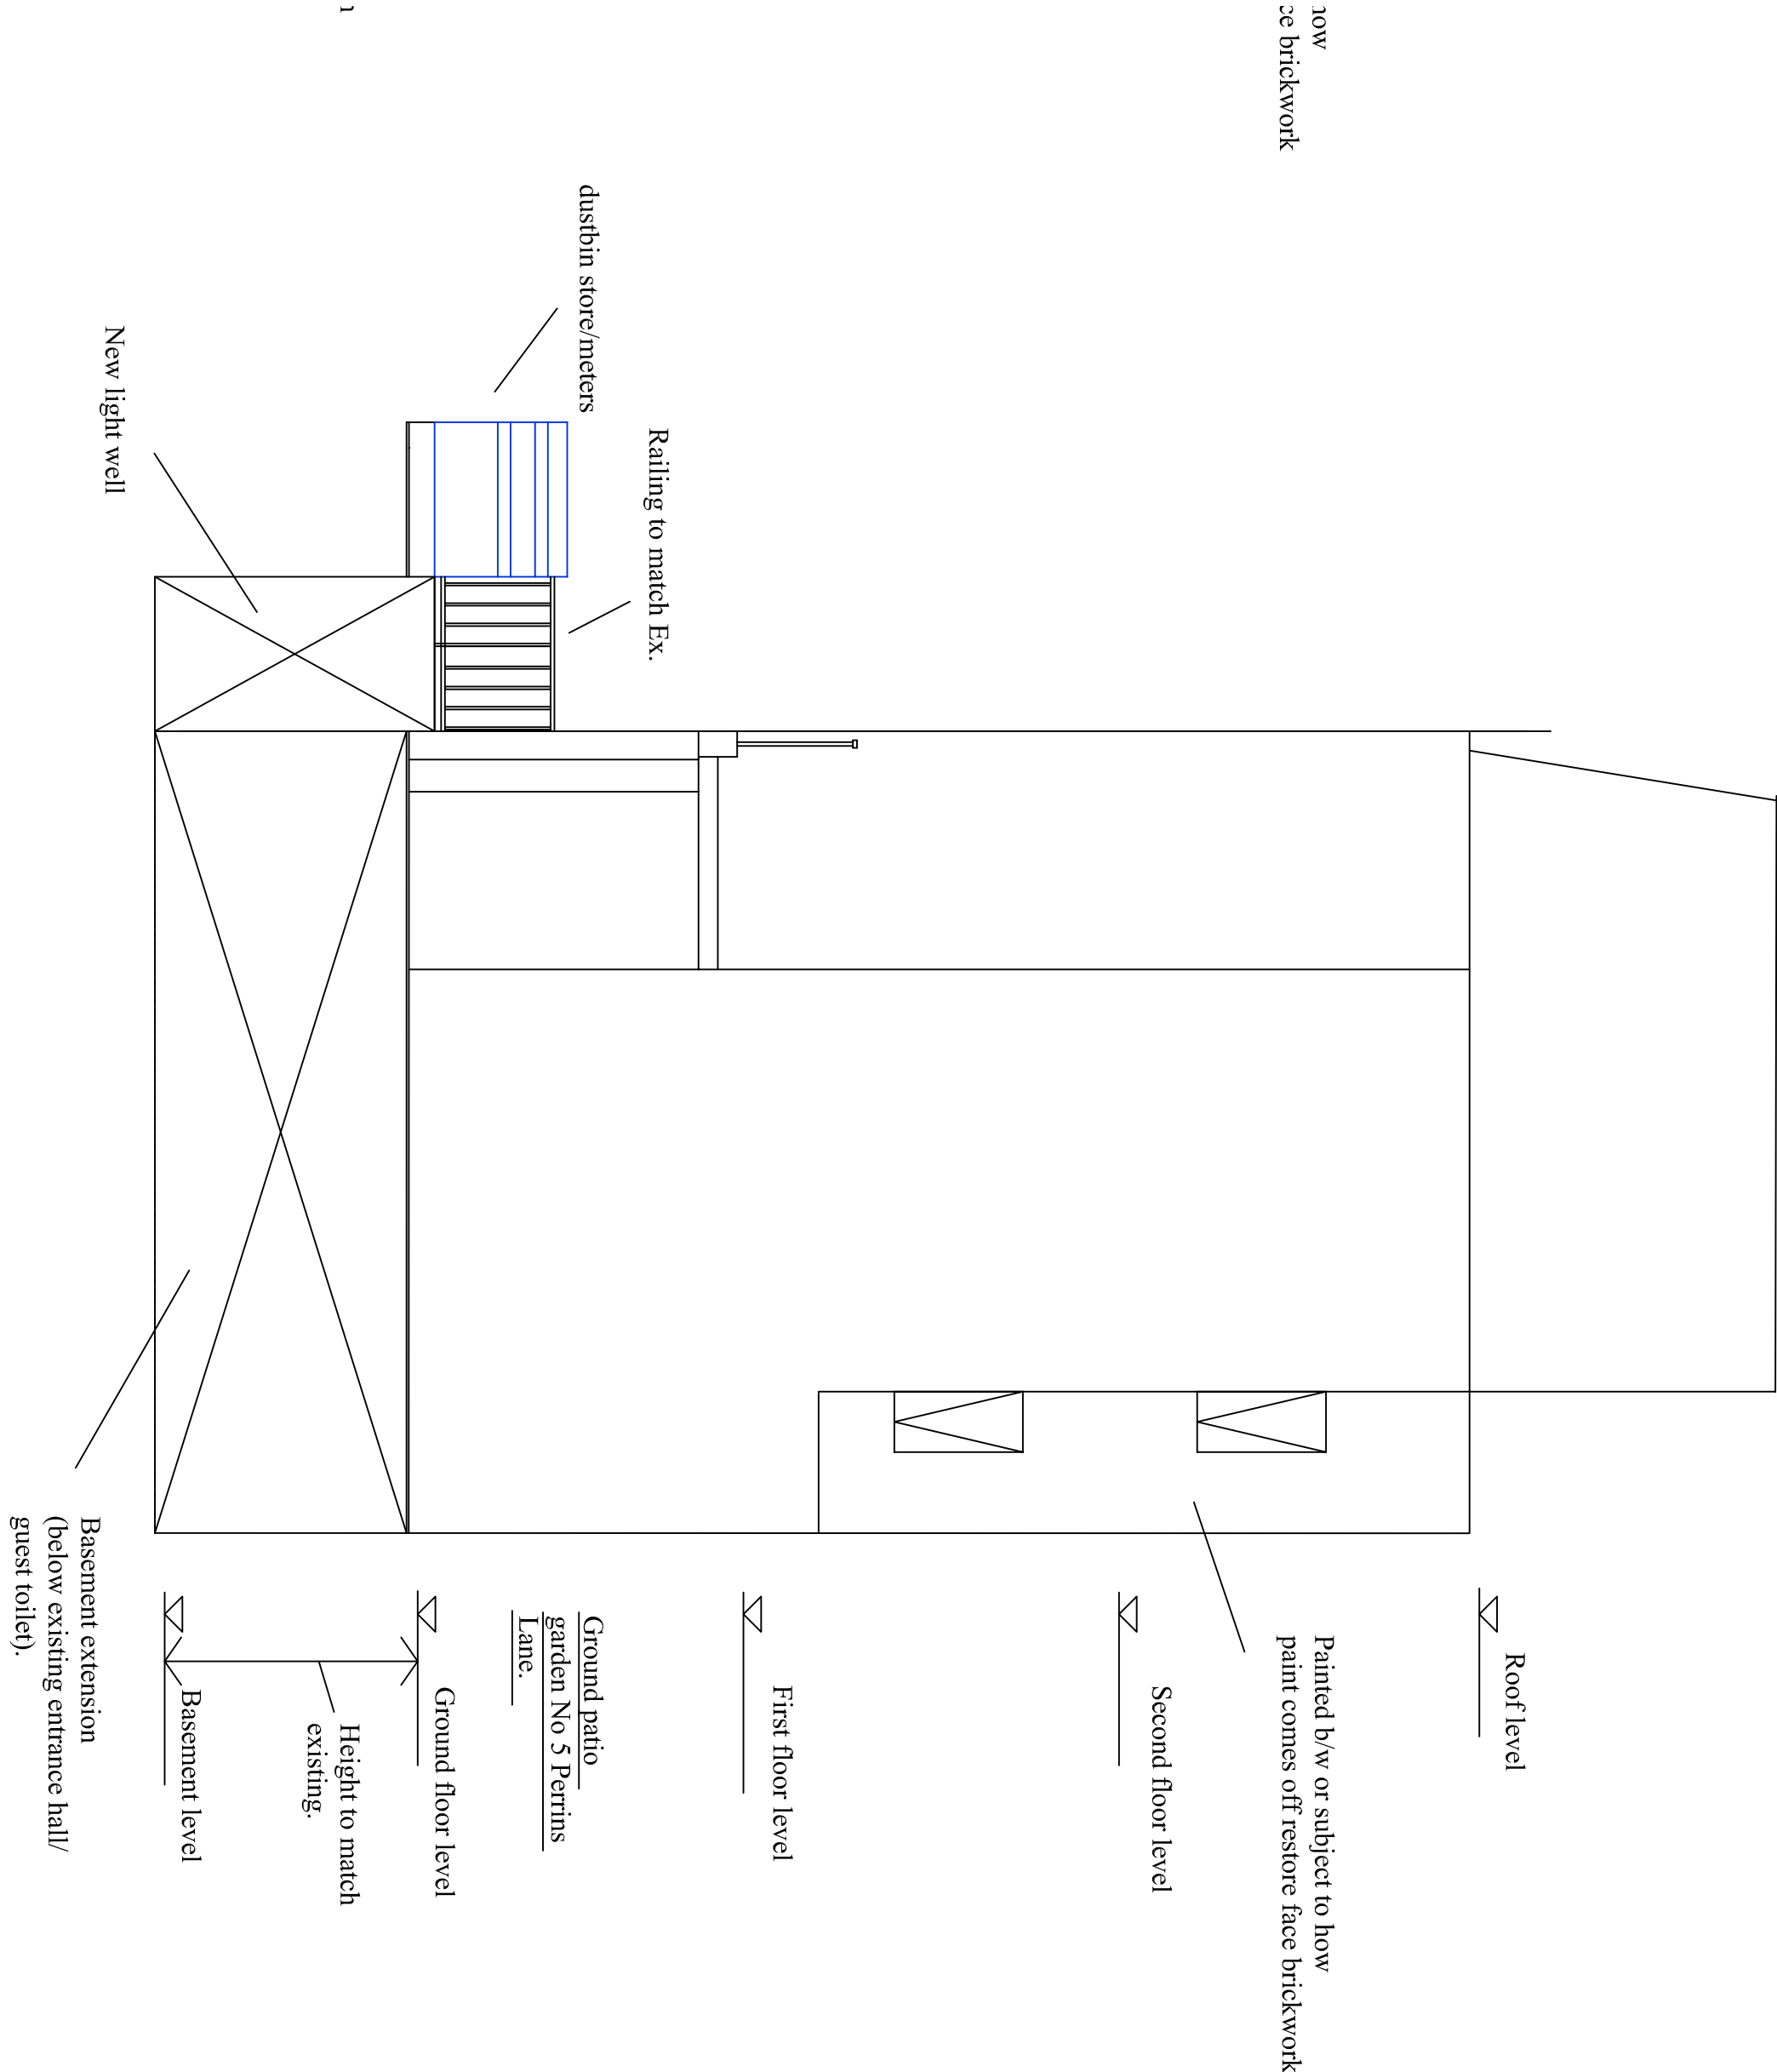 Roof level
Painted b/w or subject to how
paint comes off restore face brickwork
Second floor level
First floor level
Ground patio
garden No 5 Perrins
Lane.
Ground floor level
Height to match
existing.
Basement level
Basement extension
(below existing entrance hall/
guest toilet).
Railing to match Ex.
dustbin store/meters
New light well
brickwork